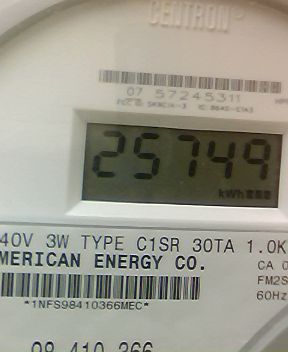 CENTRON®
07 57245311
25749
kWh
40V 3W TYPE C1SR 30TA 1.0K
MERICAN ENERGY CO.
CA 0
FM2S
60Hz
*1NFS98410366MEC*
98 410 366